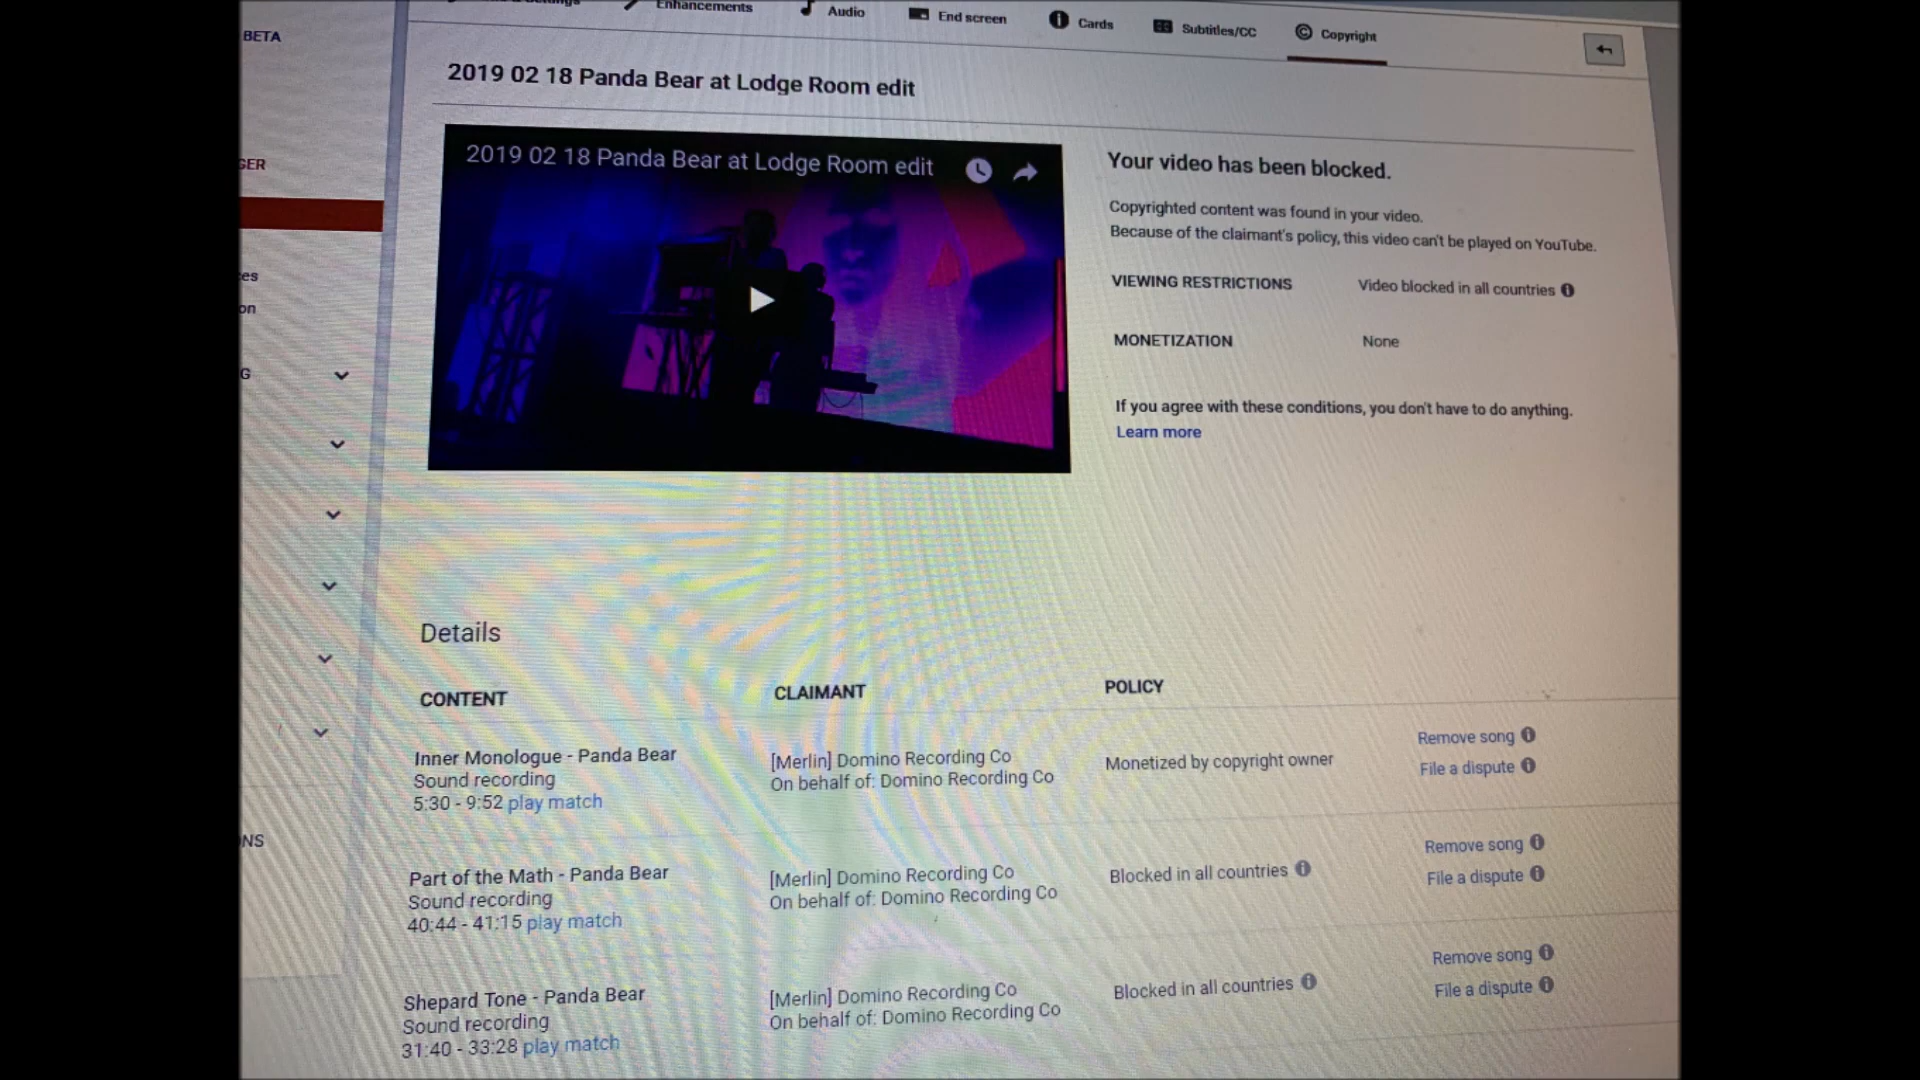 BETA
Enhancements
Audio
End screen
Cards
Subtitles/CC
Copyright
2019 02 18 Panda Bear at Lodge Room edit
2019 02 18 Panda Bear at Lodge Room edit
Your video has been blocked.
Copyrighted content was found in your video.
Because of the claimant's policy, this video can't be played on YouTube.
VIEWING RESTRICTIONS Video blocked in all countries
MONETIZATION None
If you agree with these conditions, you don't have to do anything.
Learn more
GER
es
on
G
NS
Details
CONTENT CLAIMANT POLICY
Inner Monologue - Panda Bear
Sound recording
5:30 - 9:52 play match
[Merlin] Domino Recording Co
On behalf of: Domino Recording Co
Monetized by copyright owner
Remove song
File a dispute
Part of the Math - Panda Bear
Sound recording
40:44 - 41:15 play match
[Merlin] Domino Recording Co
On behalf of: Domino Recording Co
Blocked in all countries
Remove song
File a dispute
Shepard Tone - Panda Bear
Sound recording
31:40 - 33:28 play match
[Merlin] Domino Recording Co
On behalf of: Domino Recording Co
Blocked in all countries
Remove song
File a dispute